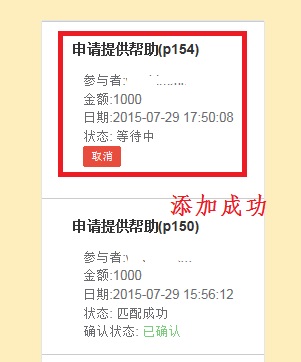 申请提供帮助(p154)
参与者:
金额:1000
日期:2015-07-29 17:50:08
状态: 等待中
取消
添加成功
申请提供帮助(p150)
参与者:
金额:1000
日期:2015-07-29 15:56:12
状态: 匹配成功
确认状态: 已确认